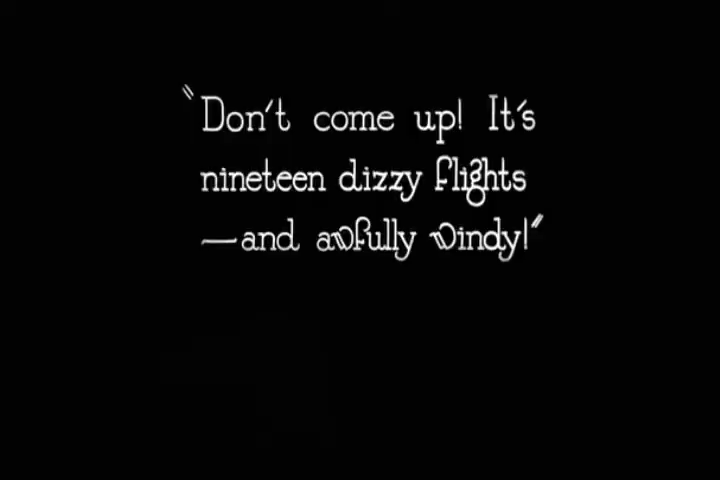 "Don't come up! It's
nineteen dizzy flights
—and awfully windy!"